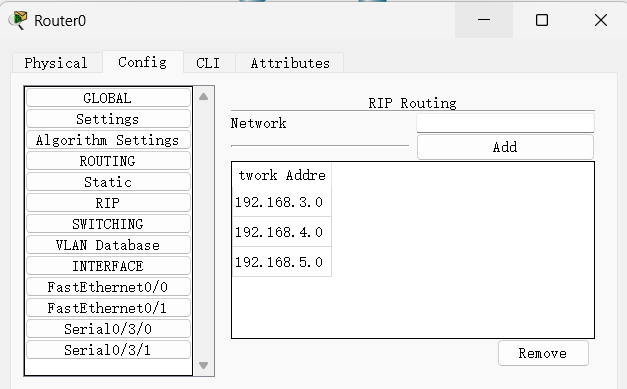 Router0
Physical Config CLI Attributes
GLOBAL
Settings
Algorithm Settings
ROUTING
Static
RIP
SWITCHING
VLAN Database
INTERFACE
FastEthernet0/0
FastEthernet0/1
Serial0/3/0
Serial0/3/1
RIP Routing
Network
Add
twork Addre
192.168.3.0
192.168.4.0
192.168.5.0
Remove